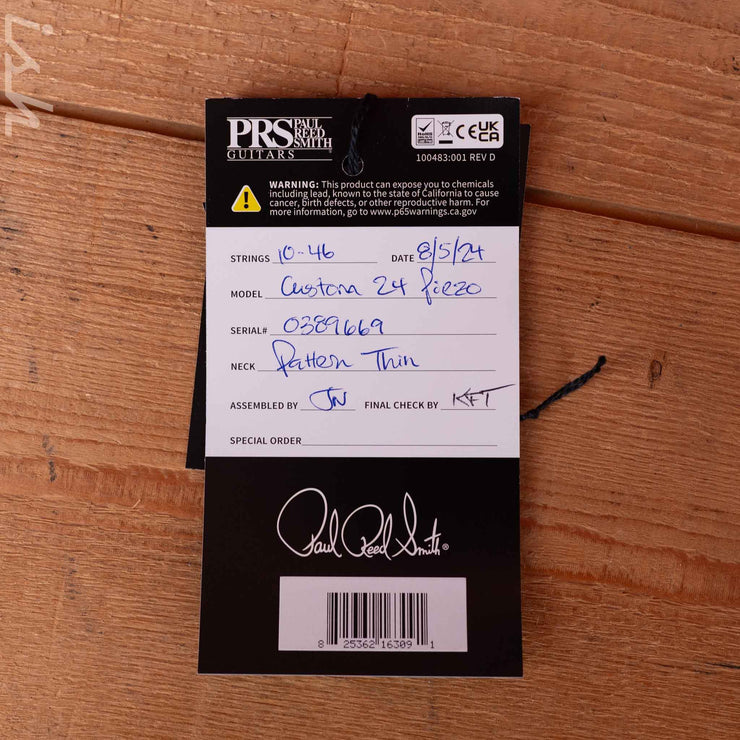 PRS PAUL REED SMITH
GUITARS
UK CA
CE
100483:001 REV D
WARNING: This product can expose you to chemicals
including lead, known to the state of California to cause
cancer, birth defects, or other reproductive harm. For
more information, go to www.p65warnings.ca.gov
STRINGS 10-46 DATE 8/5/24
MODEL Custom 24 piezo
SERIAL# 0389669
NECK Pattern Thin
ASSEMBLED BY JN FINAL CHECK BY KFT
SPECIAL ORDER
Paul Reed Smith®
8 25362 16309 1